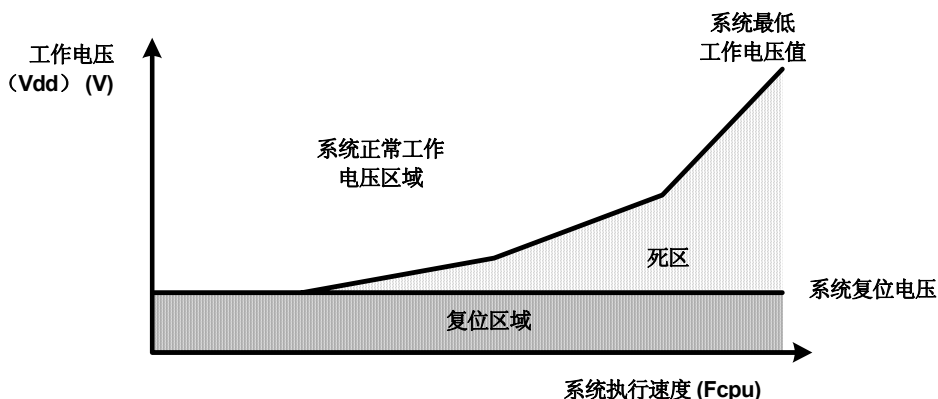 系统最低
工作电压值
工作电压
（Vdd） (V)
系统正常工作
电压区域
死区
系统复位电压
复位区域
系统执行速度 (Fcpu)